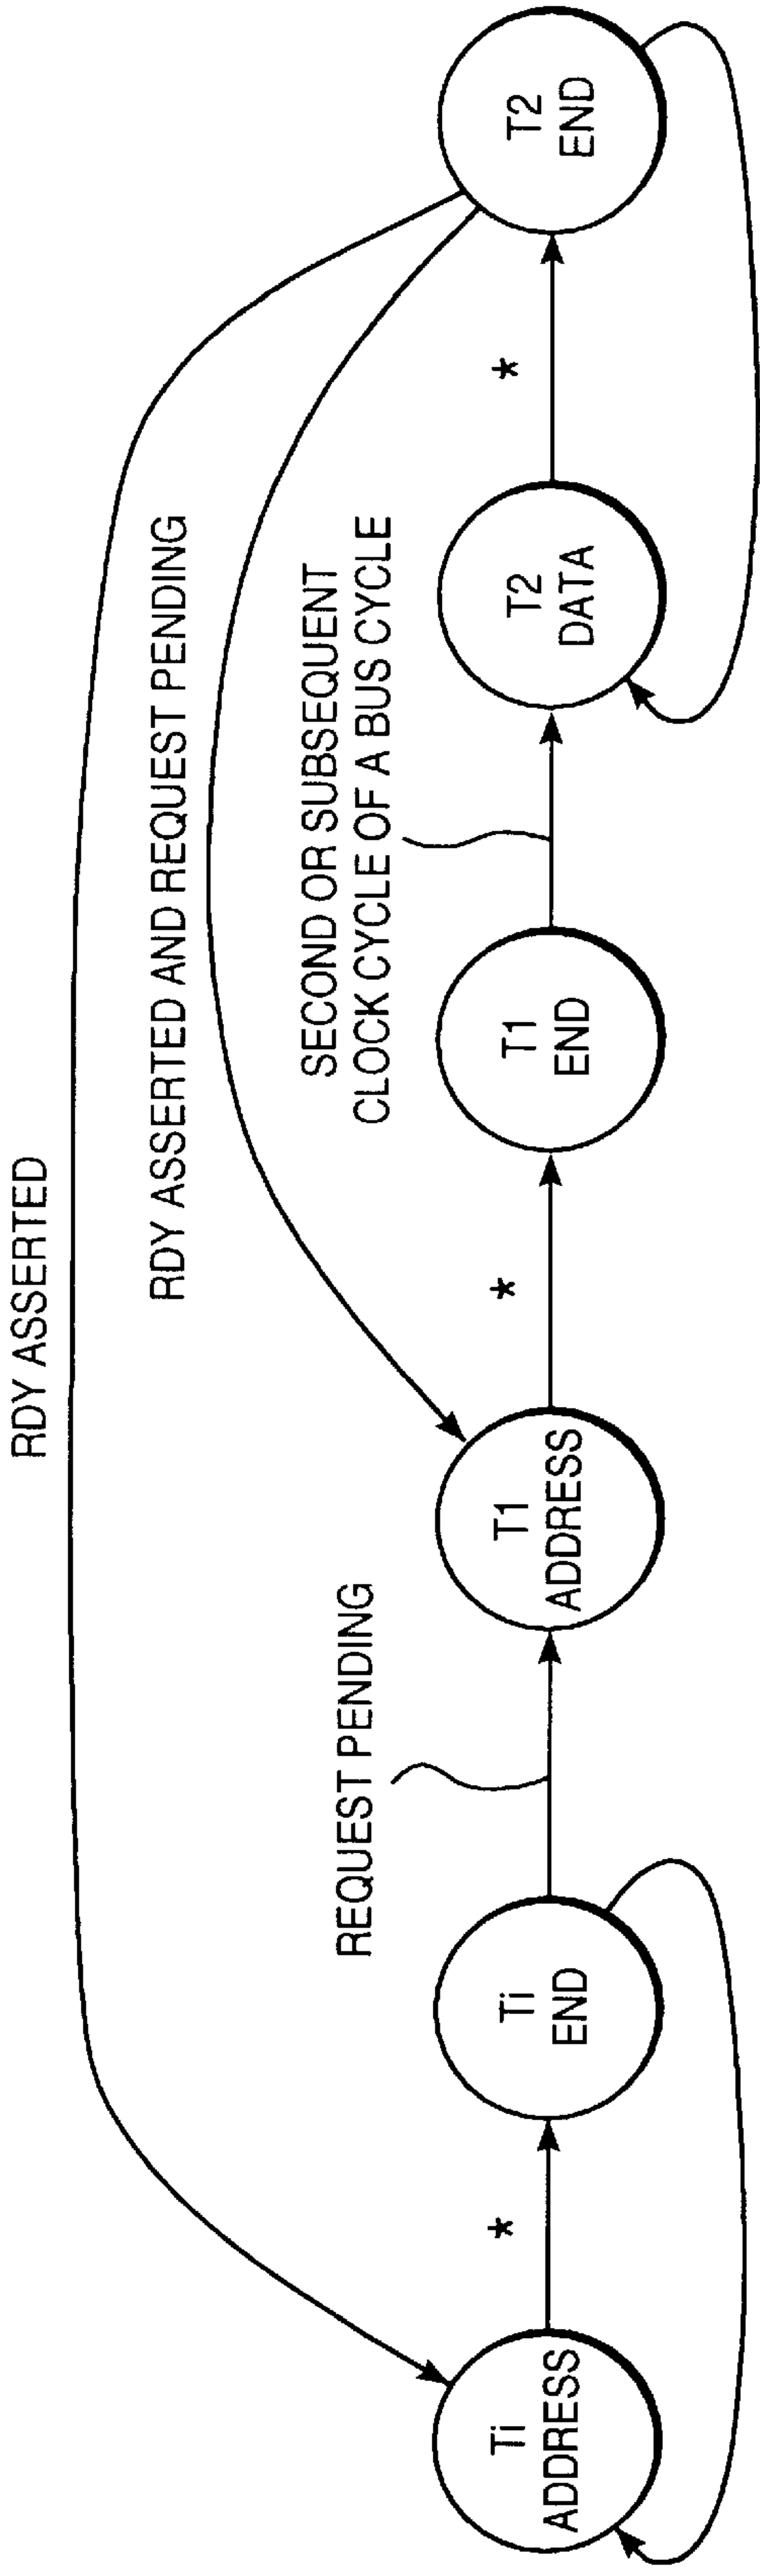 RDY ASSERTED
RDY ASSERTED AND REQUEST PENDING
SECOND OR SUBSEQUENT
CLOCK CYCLE OF A BUS CYCLE
REQUEST PENDING
*
*
*
Ti
ADDRESS
Ti
END
T1
ADDRESS
T1
END
T2
DATA
T2
END